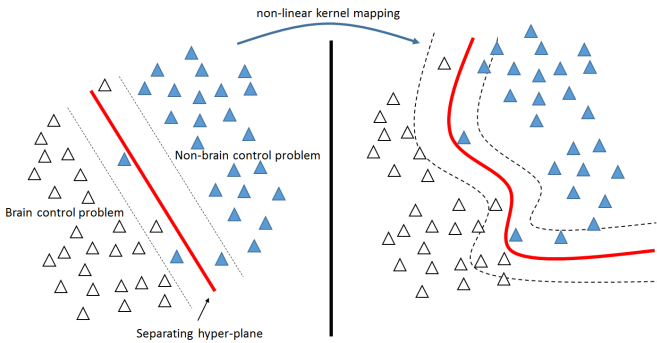 non-linear kernel mapping
Non-brain control problem
Brain control problem
Separating hyper-plane